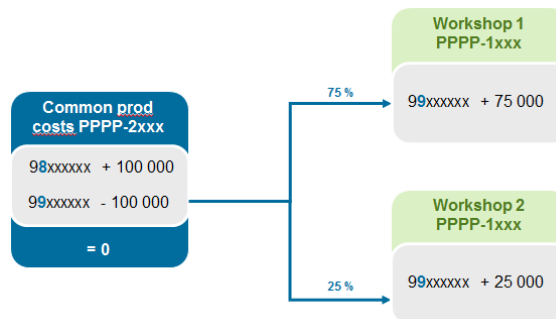 Workshop 1
PPPP-1xxx
75 %
99xxxxxx + 75 000
Common prod
costs PPPP-2xxx
98xxxxxx + 100 000
99xxxxxx - 100 000
= 0
Workshop 2
PPPP-1xxx
25 %
99xxxxxx + 25 000